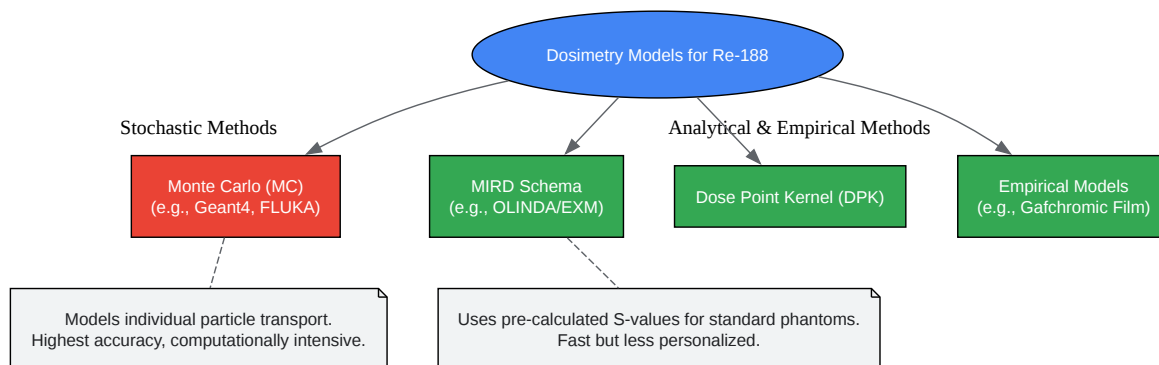 Dosimetry Models for Re-188
Stochastic Methods
Analytical & Empirical Methods
Monte Carlo (MC)
(e.g., Geant4, FLUKA)
MIRD Schema
(e.g., OLINDA/EXM)
Dose Point Kernel (DPK)
Empirical Models
(e.g., Gafchromic Film)
Models individual particle transport.
Highest accuracy, computationally intensive.
Uses pre-calculated S-values for standard phantoms.
Fast but less personalized.